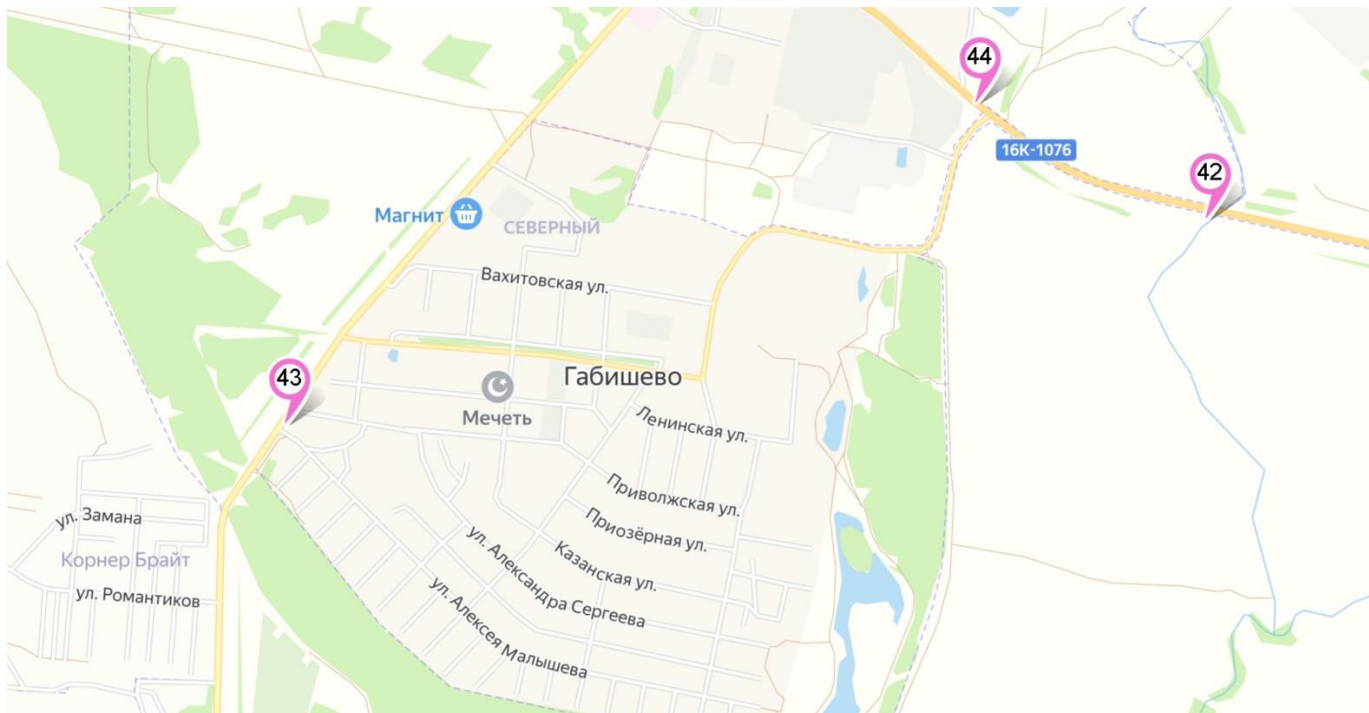 44
16К-1076
42
Магнит
СЕВЕРНЫЙ
Вахитовская ул.
43
Габишево
Мечеть
Ленинская ул.
Приволжская ул.
ул. Замана
Приозёрная ул.
Корнер Брайт
Казанская ул.
ул. Александра Сергеева
ул. Романтиков
ул. Алексея Малышева